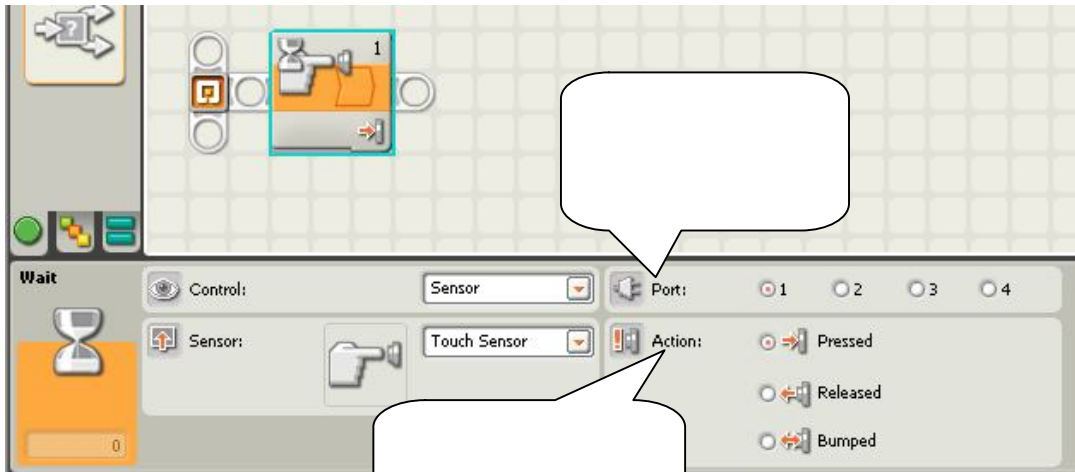 1
Wait
Control:
Sensor
Port:
1
2
3
4
Sensor:
Touch Sensor
Action:
Pressed
Released
Bumped
0